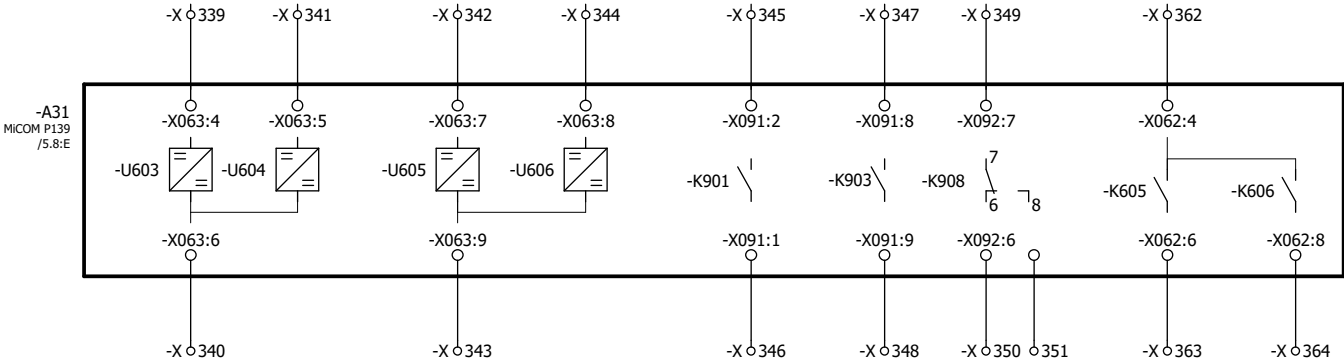 -X 339 -X 341 -X 342 -X 344 -X 345 -X 347 -X 349 -X 362
-A31
MiCOM P139
/5.8:E
-X063:4 -X063:5 -X063:7 -X063:8 -X091:2 -X091:8 -X092:7 -X062:4
7
-U603 -U604 -U605 -U606 -K901 -K903 -K908 -K605 -K606
6 8
-X063:6 -X063:9 -X091:1 -X091:9 -X092:6 -X062:6 -X062:8
-X 340 -X 343 -X 346 -X 348 -X 350 351 -X 363 -X 364